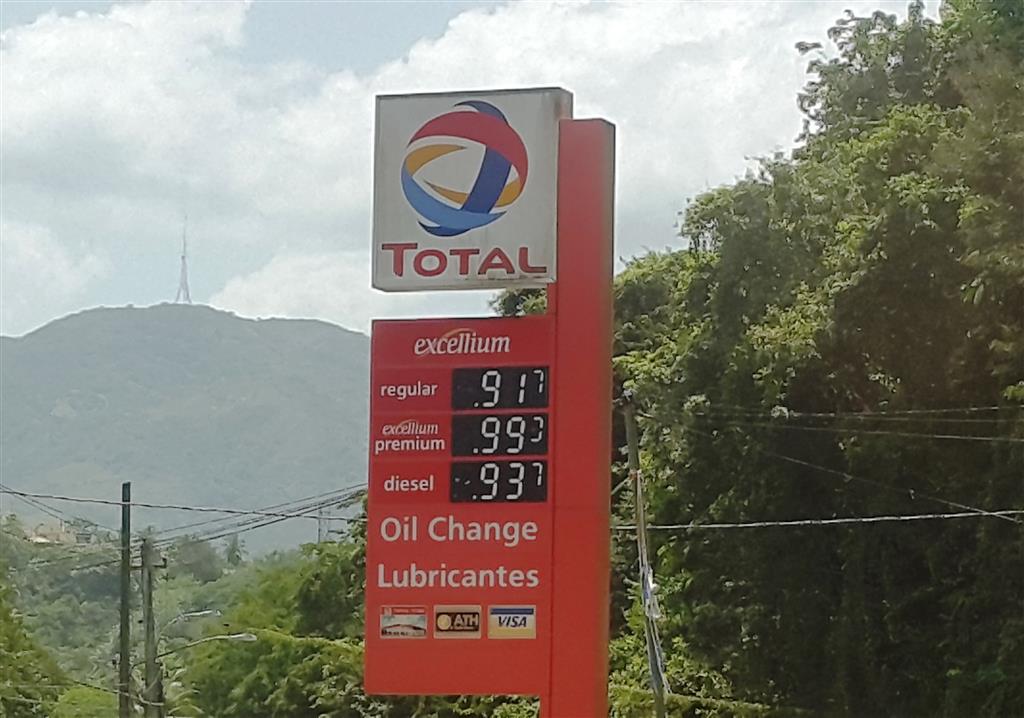 TOTAL
excellium
regular .917
excellium
premium .993
diesel .937
Oil Change
Lubricantes
ATH VISA